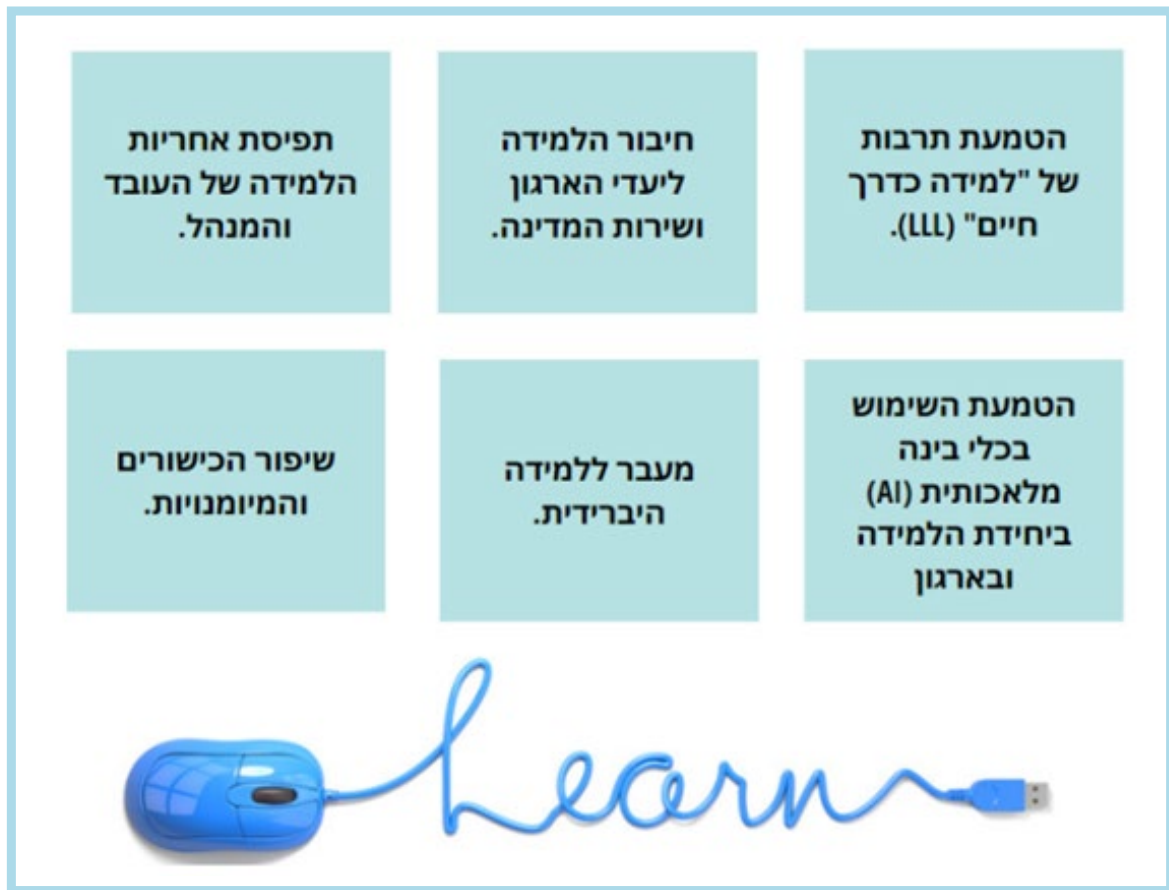 הטמעת תרבות
של "למידה כדרך
חיים" (LLL).
חיבור הלמידה
ליעדי הארגון
ושירות המדינה.
תפיסת אחריות
הלמידה של העובד
והמנהל.
הטמעת השימוש
בכלי בינה
מלאכותית (AI)
ביחידת הלמידה
ובארגון
מעבר ללמידה
היברידית.
שיפור הכישורים
והמיומנויות.
Learn